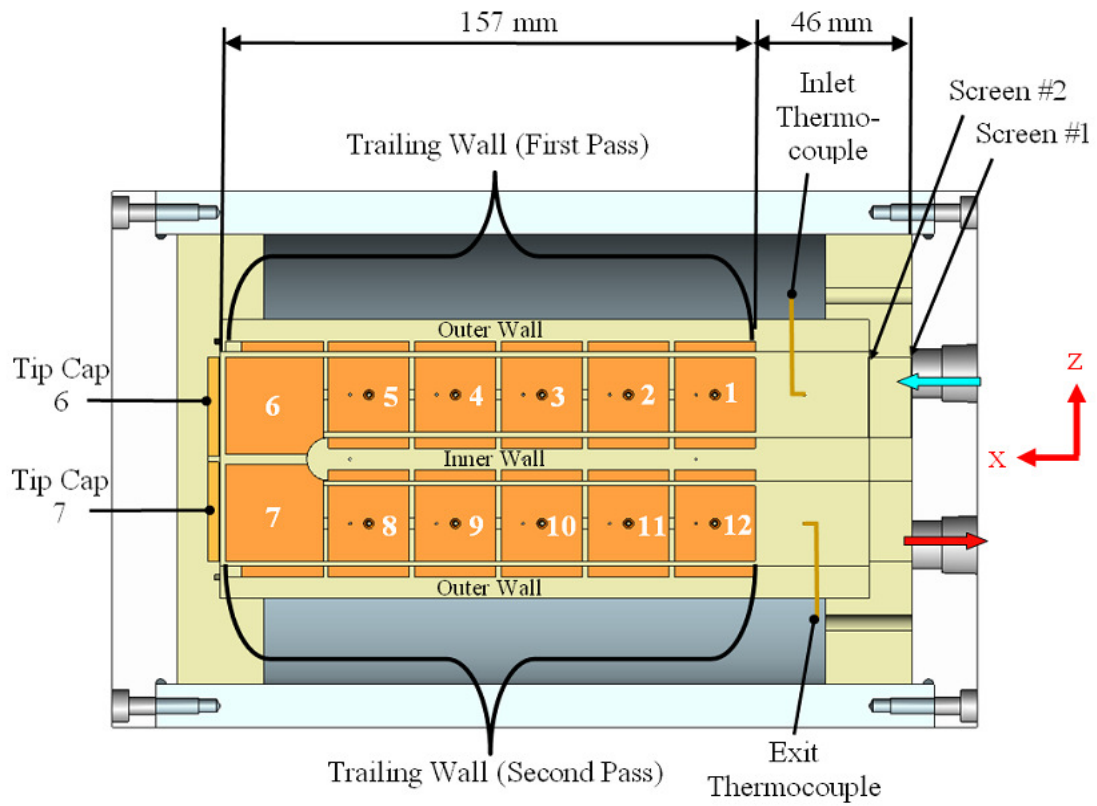 157 mm
46 mm
Inlet
Thermo-
couple
Screen #2
Screen #1
Trailing Wall (First Pass)
Outer Wall
Tip Cap
6
6
5
4
3
2
1
Z
X
Inner Wall
Tip Cap
7
7
8
9
10
11
12
Outer Wall
Trailing Wall (Second Pass)
Exit
Thermocouple